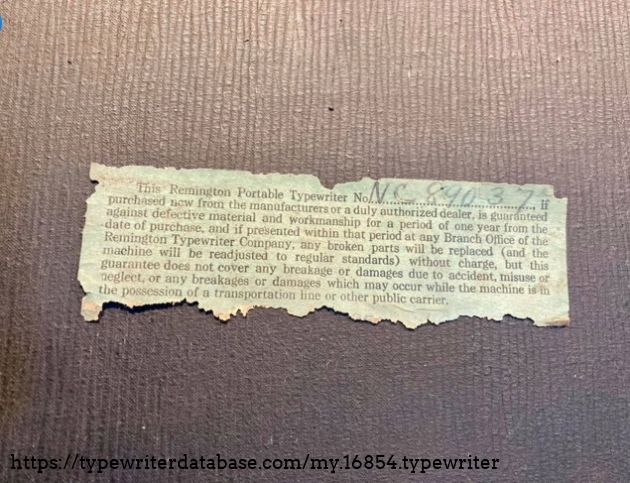 This Remington Portable Typewriter No. NC 89037. If
purchased new from the manufacturers or a duly authorized dealer, is guaranteed
against defective material and workmanship for a period of one year from the
date of purchase, and if presented within that period at any Branch Office of the
Remington Typewriter Company, any broken parts will be replaced (and the
machine will be readjusted to regular standards) without charge, but this
guarantee does not cover any breakage or damages due to accident, misuse or
neglect, or any breakages or damages which may occur while the machine is in
the possession of a transportation line or other public carrier.
https://typewriterdatabase.com/my.16854.typewriter